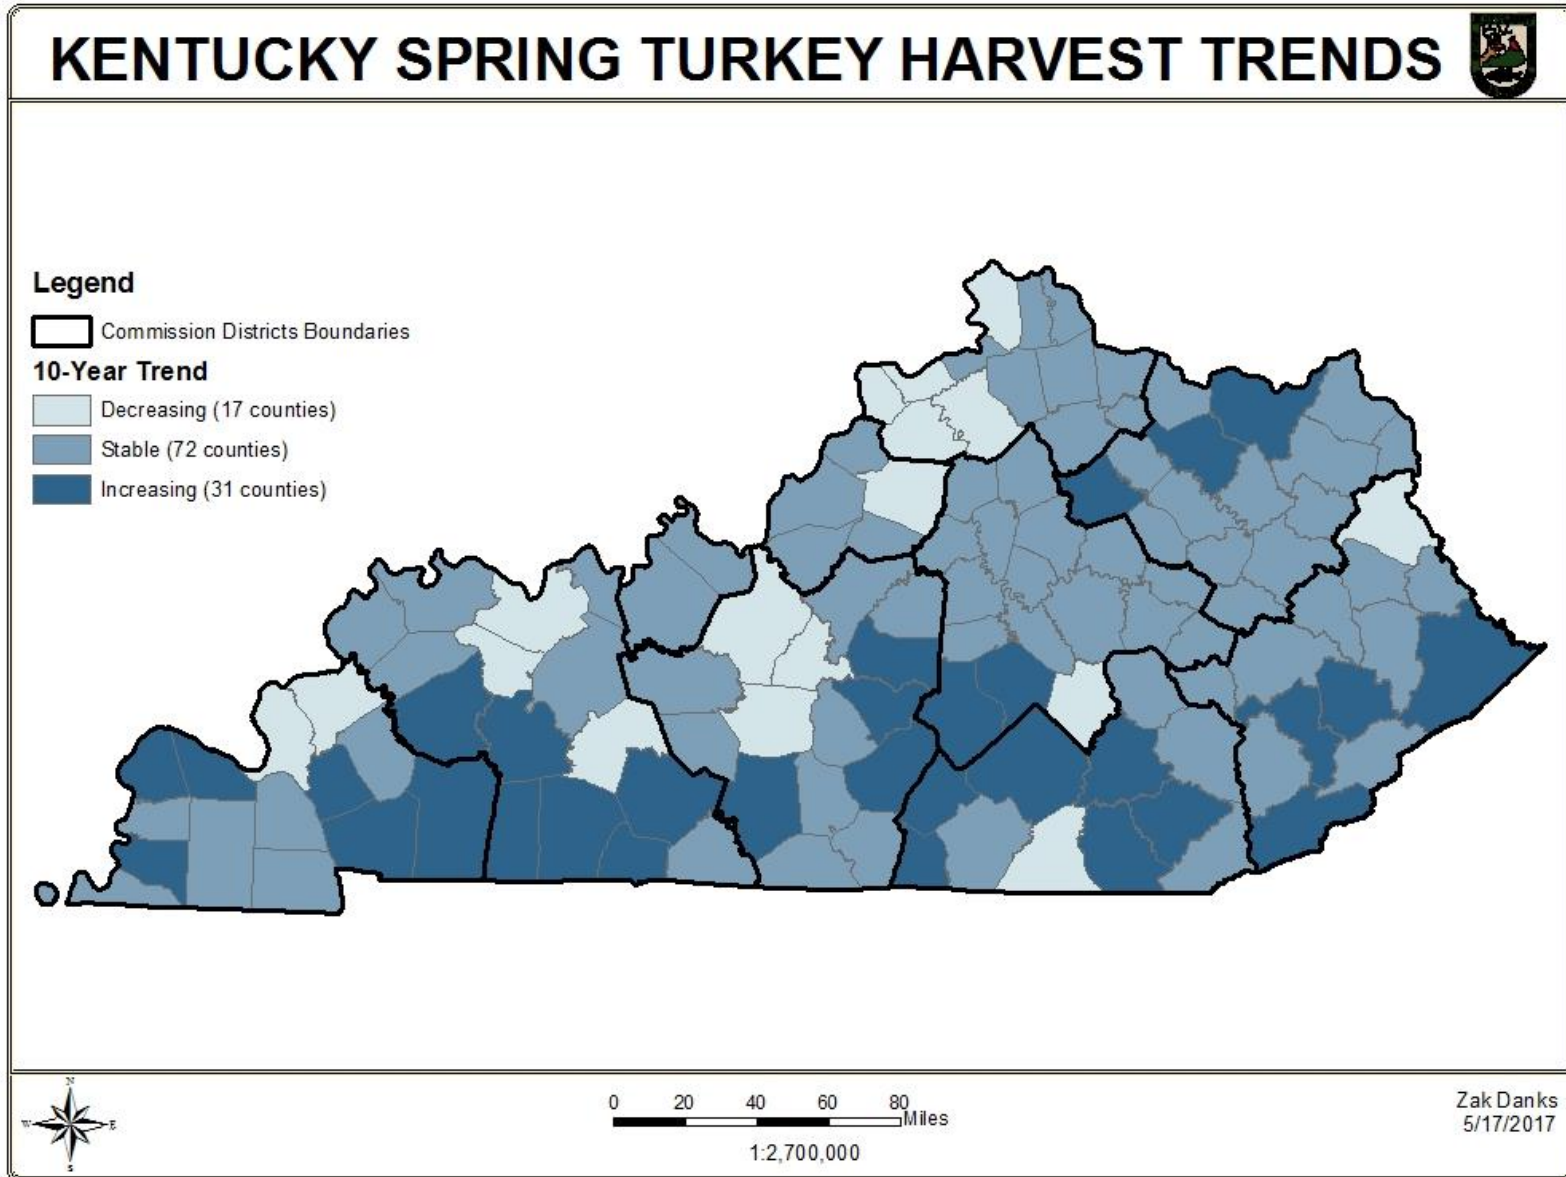 KENTUCKY SPRING TURKEY HARVEST TRENDS
Legend
Commission Districts Boundaries
10-Year Trend
Decreasing (17 counties)
Stable (72 counties)
Increasing (31 counties)
N
W E
S
0 20 40 60 80
Miles
1:2,700,000
Zak Danks
5/17/2017